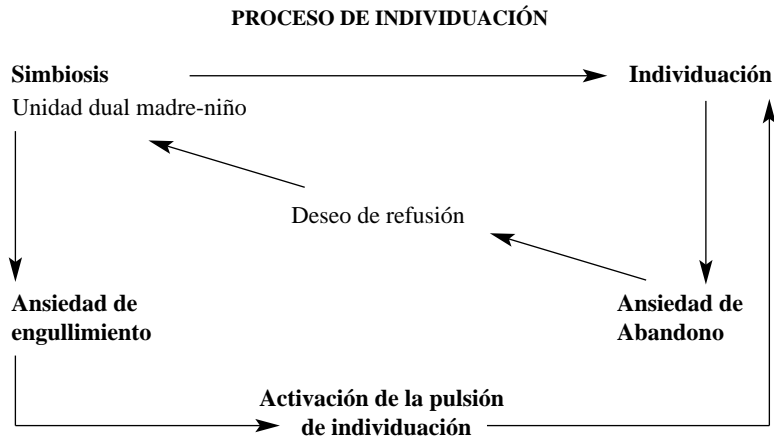 PROCESO DE INDIVIDUACIÓN
Simbiosis
Individuación
Unidad dual madre-niño
Deseo de refusión
Ansiedad de
engullimiento
Ansiedad de
Abandono
Activación de la pulsión
de individuación